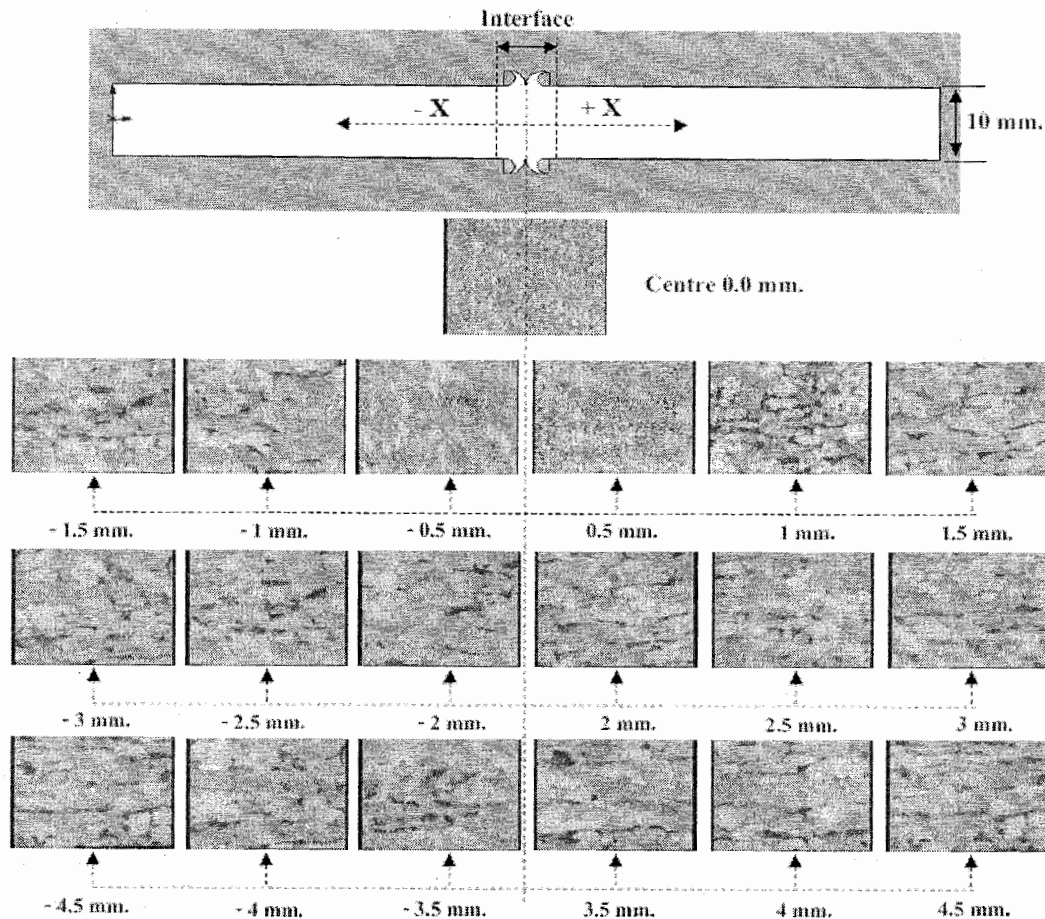 Interface
- X + X
10 mm.
Centre 0.0 mm.
- 1.5 mm. - 1 mm. - 0.5 mm. 0.5 mm. 1 mm. 1.5 mm.
- 3 mm. - 2.5 mm. - 2 mm. 2 mm. 2.5 mm. 3 mm.
- 4.5 mm. - 4 mm. - 3.5 mm. 3.5 mm. 4 mm. 4.5 mm.